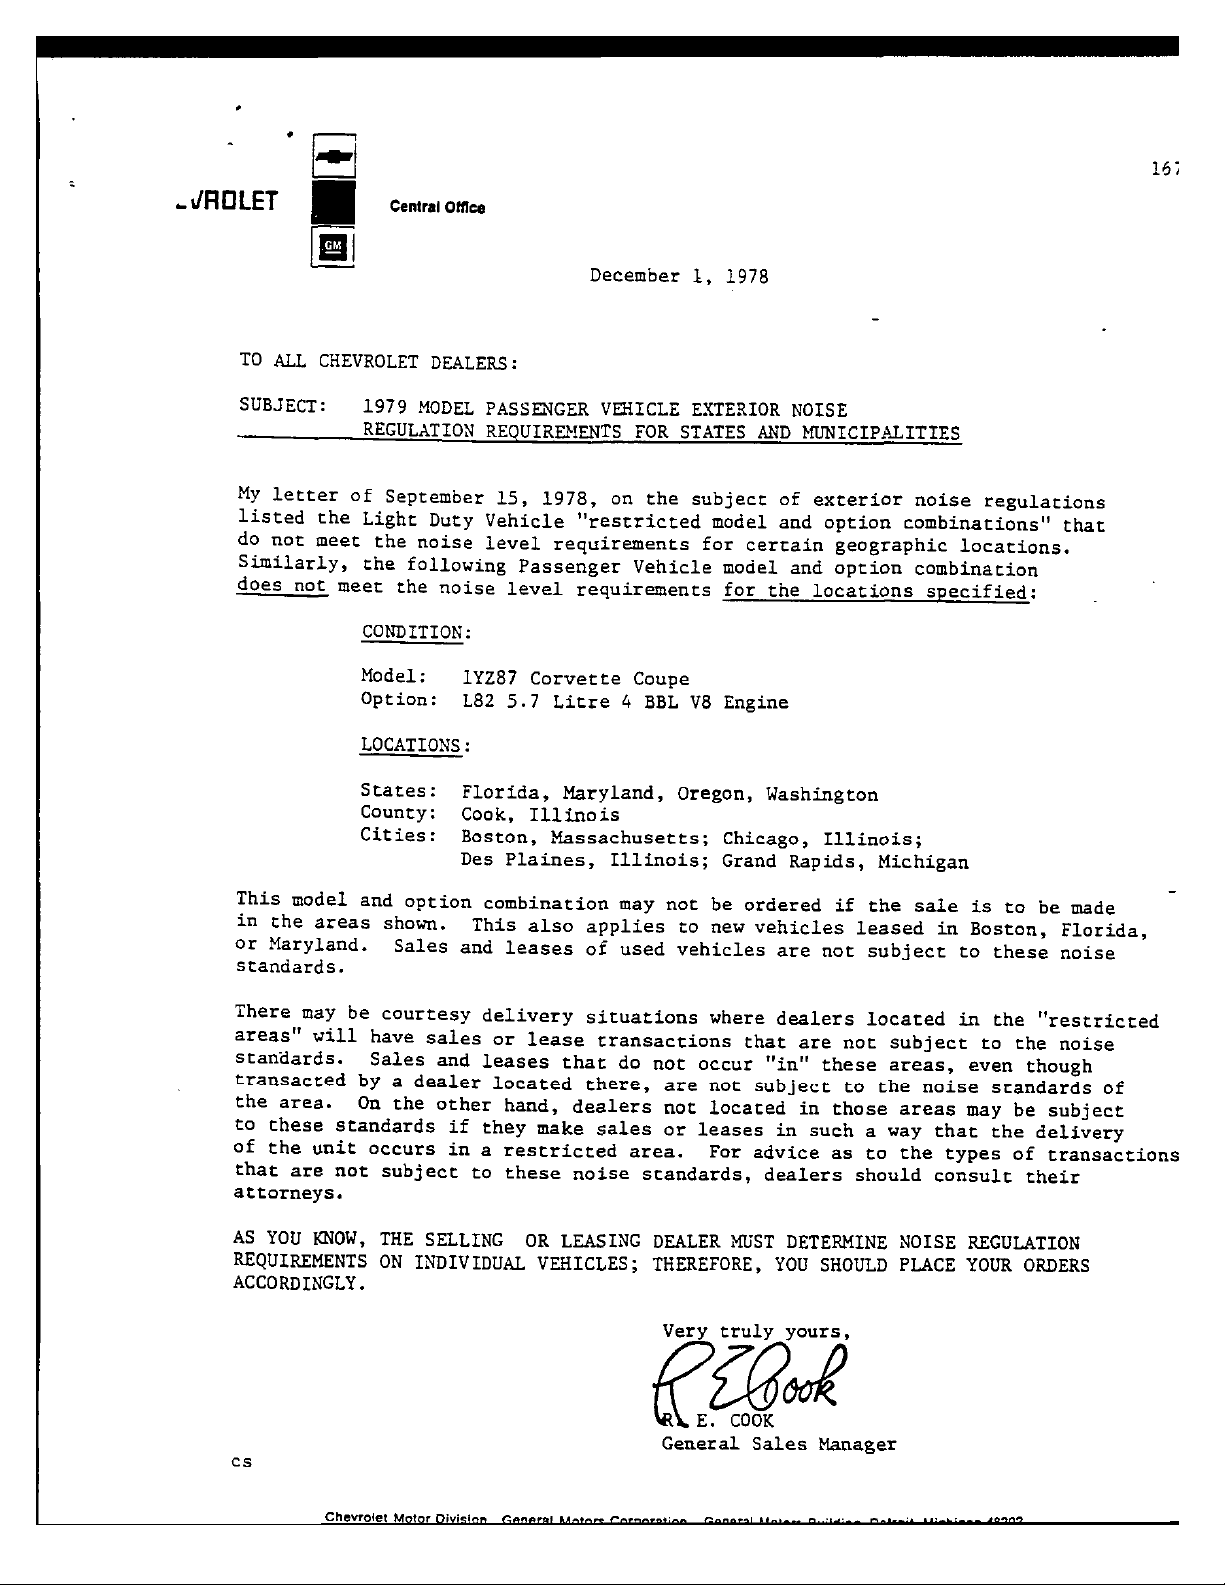 167
VROLET
Central Office
GM
December 1, 1978
TO ALL CHEVROLET DEALERS:
SUBJECT: 1979 MODEL PASSENGER VEHICLE EXTERIOR NOISE
REGULATION REQUIREMENTS FOR STATES AND MUNICIPALITIES
My letter of September 15, 1978, on the subject of exterior noise regulations
listed the Light Duty Vehicle "restricted model and option combinations" that
do not meet the noise level requirements for certain geographic locations.
Similarly, the following Passenger Vehicle model and option combination
does not meet the noise level requirements for the locations specified:
CONDITION:
Model: 1YZ87 Corvette Coupe
Option: L82 5.7 Litre 4 BBL V8 Engine
LOCATIONS:
States: Florida, Maryland, Oregon, Washington
County: Cook, Illinois
Cities: Boston, Massachusetts; Chicago, Illinois;
Des Plaines, Illinois; Grand Rapids, Michigan
This model and option combination may not be ordered if the sale is to be made
in the areas shown. This also applies to new vehicles leased in Boston, Florida,
or Maryland. Sales and leases of used vehicles are not subject to these noise
standards.
There may be courtesy delivery situations where dealers located in the "restricted
areas" will have sales or lease transactions that are not subject to the noise
standards. Sales and leases that do not occur "in" these areas, even though
transacted by a dealer located there, are not subject to the noise standards of
the area. On the other hand, dealers not located in those areas may be subject
to these standards if they make sales or leases in such a way that the delivery
of the unit occurs in a restricted area. For advice as to the types of transactions
that are not subject to these noise standards, dealers should consult their
attorneys.
AS YOU KNOW, THE SELLING OR LEASING DEALER MUST DETERMINE NOISE REGULATION
REQUIREMENTS ON INDIVIDUAL VEHICLES; THEREFORE, YOU SHOULD PLACE YOUR ORDERS
ACCORDINGLY.
Very truly yours,
R E Cook
R. E. COOK
General Sales Manager
cs
Chevrolet Motor Division General Motors Corporation General Motors Building Detroit, Michigan 48202